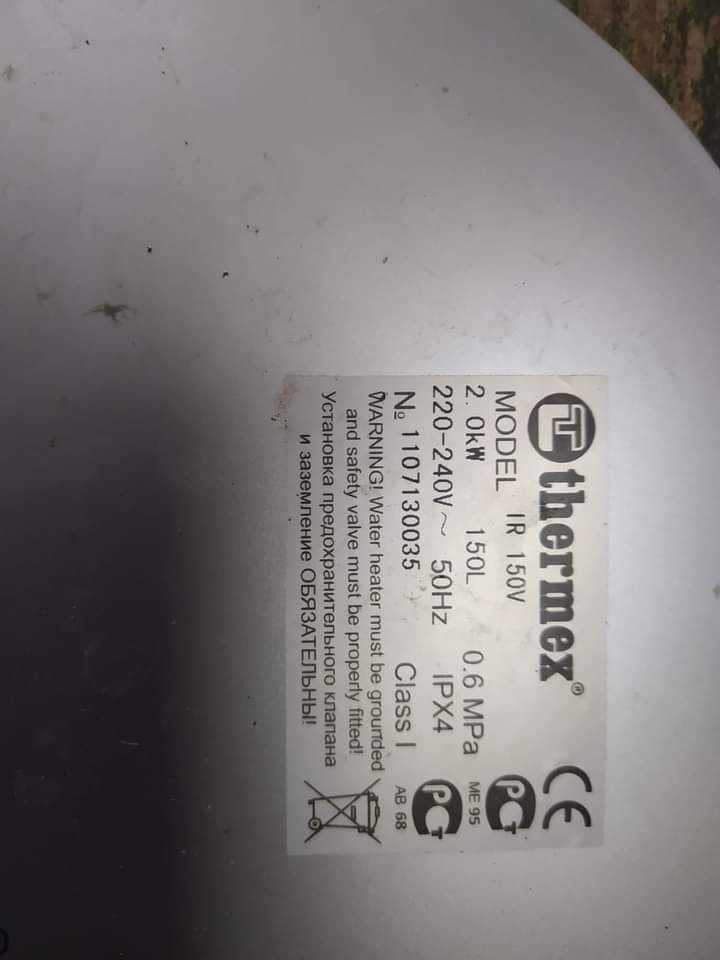 thermex®
MODEL IR 150V
2.0kW 150L 0.6 MPa
220-240V~ 50Hz IPX4
№ 1107130035 Class I
WARNING! Water heater must be grounded
and safety valve must be properly fitted!
Установка предохранительного клапана
и заземление ОБЯЗАТЕЛЬНЫ!
CE
РСТ
ME 95
РСТ
AB 68